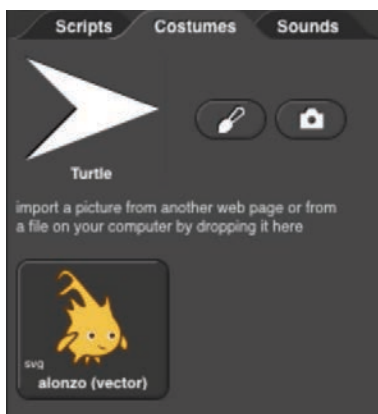 Scripts Costumes Sounds
Turtle
import a picture from another web page or from
a file on your computer by dropping it here
svg
alonzo (vector)